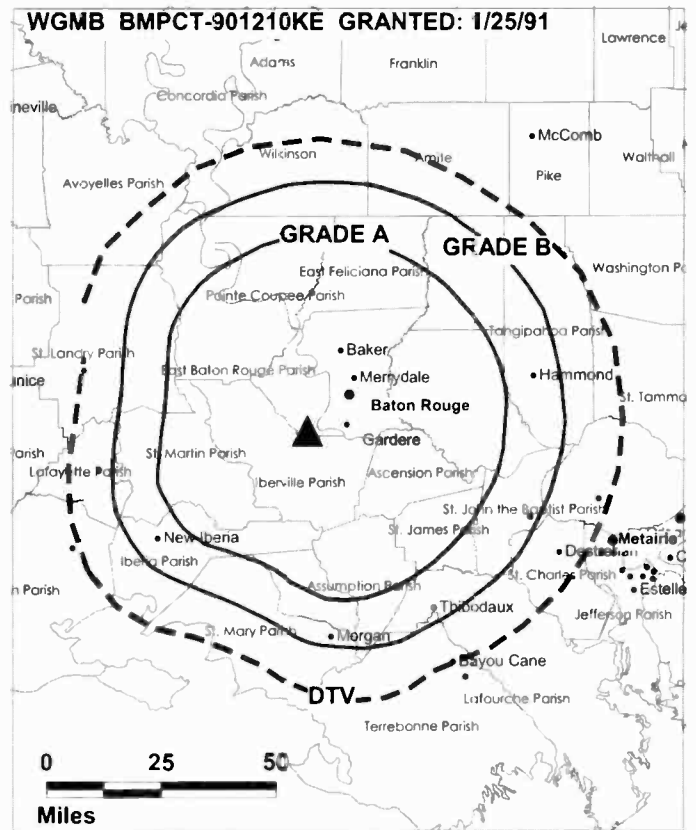 WGMB BMPCT-901210KE GRANTED: 1/25/91
Lawrence
Adams
Franklin
Concordia Parish
ineville
McComb
Wilkinson
Amite
Walthall
Pike
Avoyelles Parish
GRADE A
GRADE B
East Feliciana Parish
Washington Pa
Parish
Pointe Coupee Parish
Tangipahoa Parish
St. Landry Parish
Baker
East Baton Rouge Parish
Hammond
unice
Merrydale
St. Tamma
Baton Rouge
Gardere
arish
St. Martin Parish
Lafayette Parish
Iberville Parish
Ascension Parish
St. John the Baptist Parish
St. James Parish
New Iberia
Metairie
Destrehan
C
Iberia Parish
St. Charles Parish
Assumption Parish
Estelle
h Parish
Thibodaux
Jefferson Parish
St. Mary Parish
Morgan
Bayou Cane
DTV
Lafourche Parish
Terrebonne Parish
0 25 50
Miles